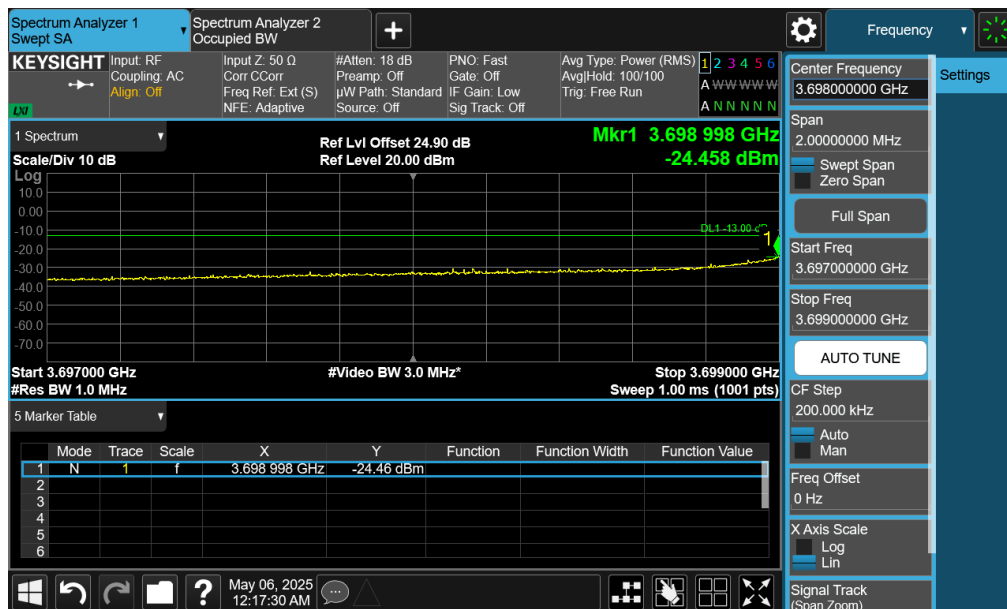 Spectrum Analyzer 1
Swept SA
Spectrum Analyzer 2
Occupied BW
Frequency
KEYSIGHT
LXI
Input: RF
Coupling: AC
Align: Off
Input Z: 50 Ω
Corr CCorr
Freq Ref: Ext (S)
NFE: Adaptive
#Atten: 18 dB
Preamp: Off
µW Path: Standard
Source: Off
PNO: Fast
Gate: Off
IF Gain: Low
Sig Track: Off
Avg Type: Power (RMS)
Avg|Hold: 100/100
Trig: Free Run
1 2 3 4 5 6
A W W W W W
A N N N N N
1 Spectrum
Scale/Div 10 dB
Ref Lvl Offset 24.90 dB
Ref Level 20.00 dBm
Mkr1 3.698 998 GHz
-24.458 dBm
Log
10.0
0.00
-10.0
-20.0
-30.0
-40.0
-50.0
-60.0
-70.0
DL1 -13.00
1
Start 3.697000 GHz
#Res BW 1.0 MHz
#Video BW 3.0 MHz*
Stop 3.699000 GHz
Sweep 1.00 ms (1001 pts)
5 Marker Table
Mode Trace Scale X Y Function Function Width Function Value
1 N 1 f 3.698 998 GHz -24.46 dBm
2
3
4
5
6
Center Frequency
3.698000000 GHz
Settings
Span
2.00000000 MHz
Swept Span
Zero Span
Full Span
Start Freq
3.697000000 GHz
Stop Freq
3.699000000 GHz
AUTO TUNE
CF Step
200.000 kHz
Auto
Man
Freq Offset
0 Hz
X Axis Scale
Log
Lin
Signal Track
(Span Zoom)
?
May 06, 2025
12:17:30 AM